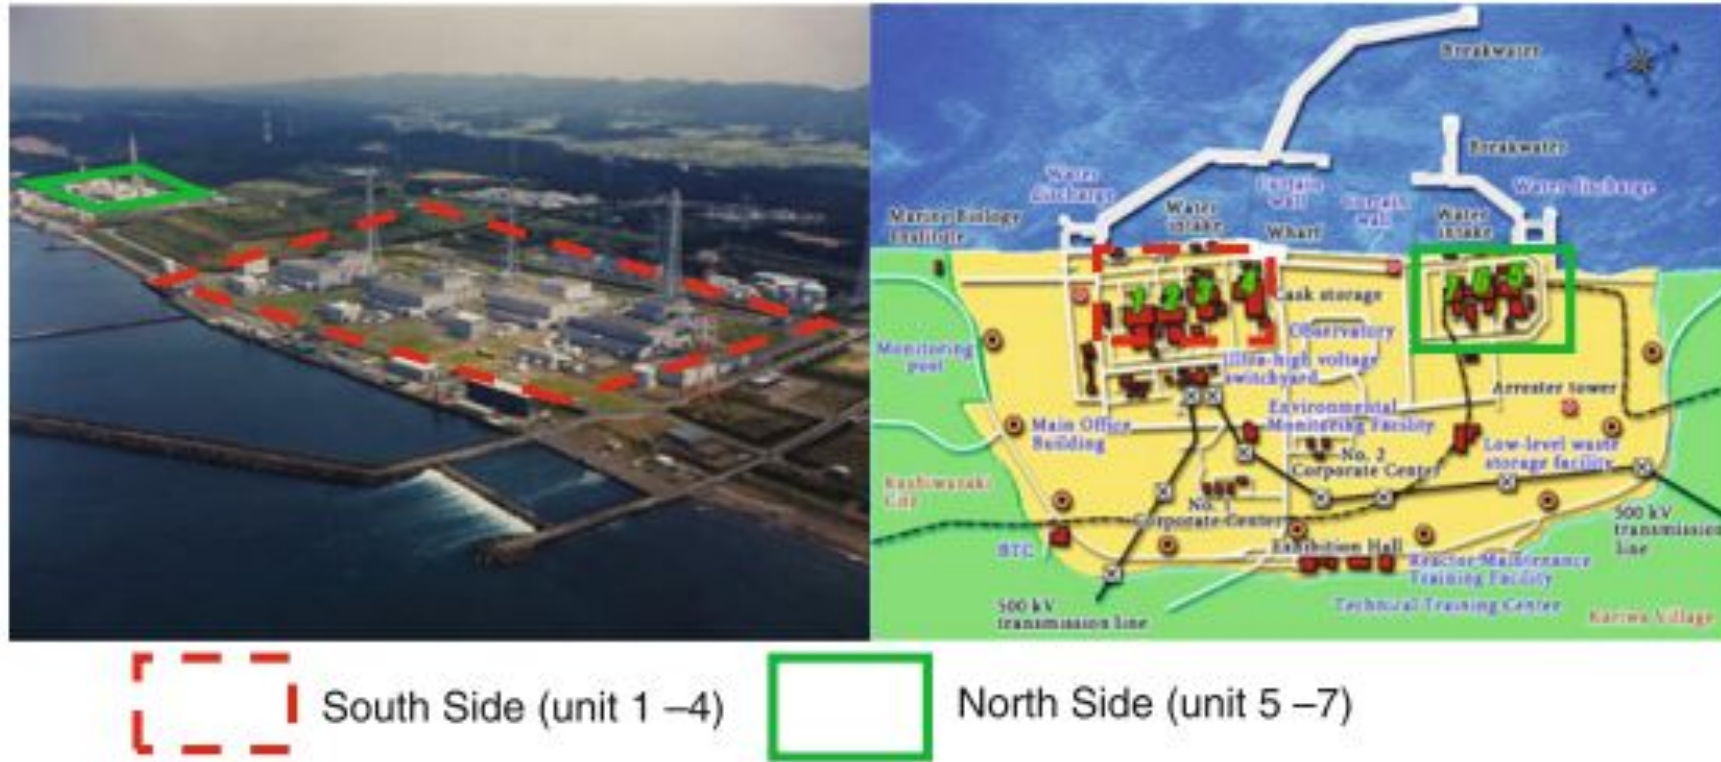 Breakwater
Breakwater
Water
discharge
Curtain
wall
Curtain
wall
Water discharge
Marine Biology
Institute
Water
intake
Wharf
Water
intake
1 2 3 4
7 6 5
Cask storage
Observatory
Monitoring
post
Ultra-high voltage
switchyard
Arrester tower
Main Office
Building
Environmental
Monitoring Facility
No. 2
Corporate Center
Low-level waste
storage facility
Kashiwazaki
City
No. 1
Corporate Center
500 kV
transmission
line
BTC
Exhibition Hall
Reactor Maintenance
Training Facility
Technical Training Center
500 kV
transmission line
Kariwa Village
South Side (unit 1 –4)
North Side (unit 5 –7)